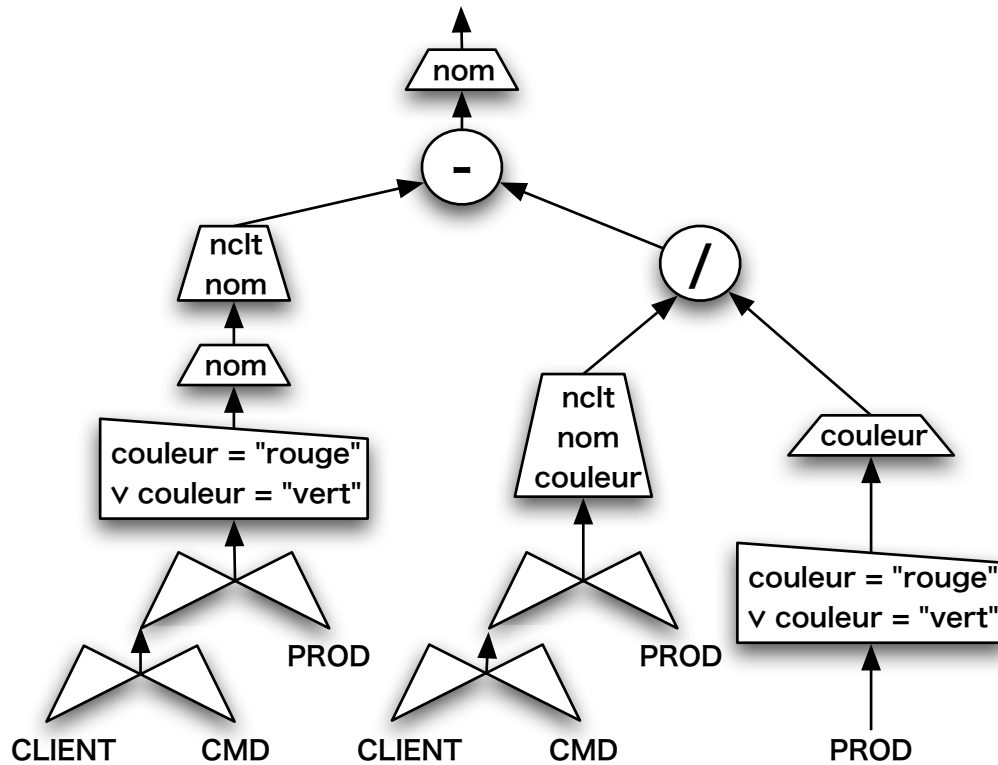 nom
-
/
nclt
nom
nom
couleur = "rouge"
∨ couleur = "vert"
PROD
CLIENT
CMD
nclt
nom
couleur
PROD
CLIENT
CMD
couleur
couleur = "rouge"
∨ couleur = "vert"
PROD